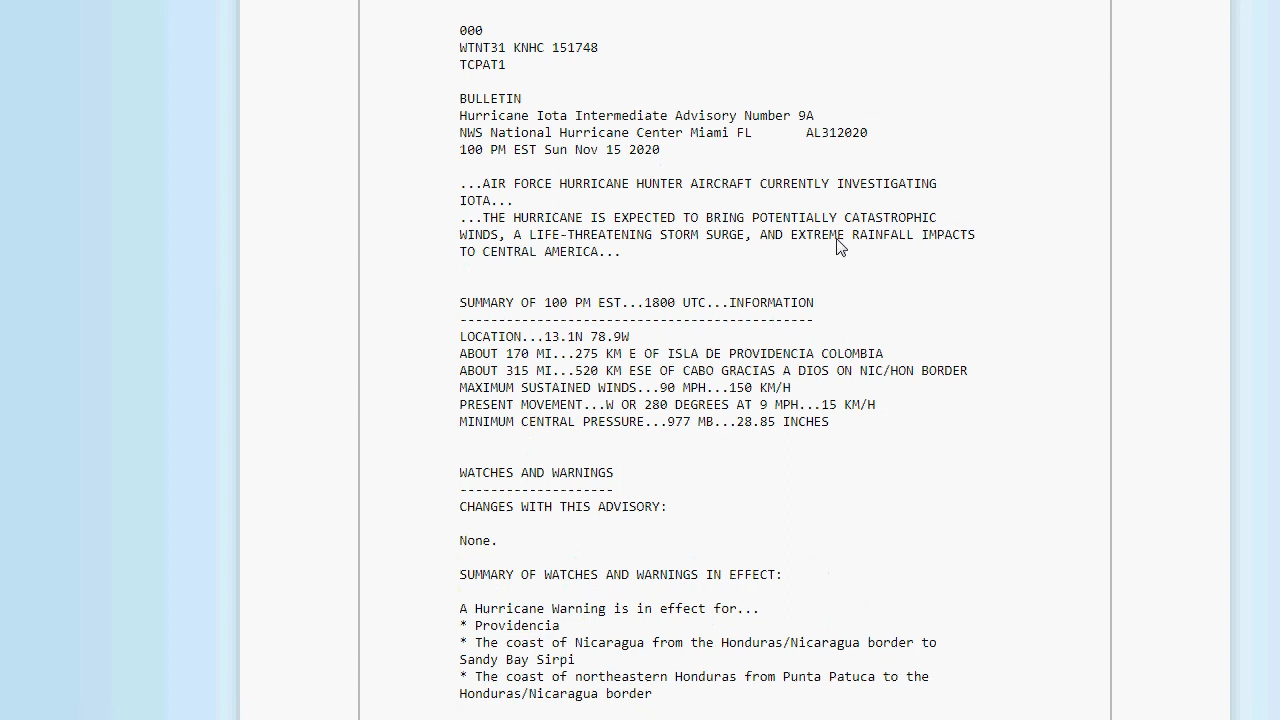 000
WTNT31 KNHC 151748
TCPAT1
BULLETIN
Hurricane Iota Intermediate Advisory Number 9A
NWS National Hurricane Center Miami FL       AL312020
100 PM EST Sun Nov 15 2020
...AIR FORCE HURRICANE HUNTER AIRCRAFT CURRENTLY INVESTIGATING
IOTA...
...THE HURRICANE IS EXPECTED TO BRING POTENTIALLY CATASTROPHIC
WINDS, A LIFE-THREATENING STORM SURGE, AND EXTREME RAINFALL IMPACTS
TO CENTRAL AMERICA...
SUMMARY OF 100 PM EST...1800 UTC...INFORMATION
----------------------------------------------
LOCATION...13.1N 78.9W
ABOUT 170 MI...275 KM E OF ISLA DE PROVIDENCIA COLOMBIA
ABOUT 315 MI...520 KM ESE OF CABO GRACIAS A DIOS ON NIC/HON BORDER
MAXIMUM SUSTAINED WINDS...90 MPH...150 KM/H
PRESENT MOVEMENT...W OR 280 DEGREES AT 9 MPH...15 KM/H
MINIMUM CENTRAL PRESSURE...977 MB...28.85 INCHES
WATCHES AND WARNINGS
--------------------
CHANGES WITH THIS ADVISORY:
None.
SUMMARY OF WATCHES AND WARNINGS IN EFFECT:
A Hurricane Warning is in effect for...
* Providencia
* The coast of Nicaragua from the Honduras/Nicaragua border to
Sandy Bay Sirpi
* The coast of northeastern Honduras from Punta Patuca to the
Honduras/Nicaragua border